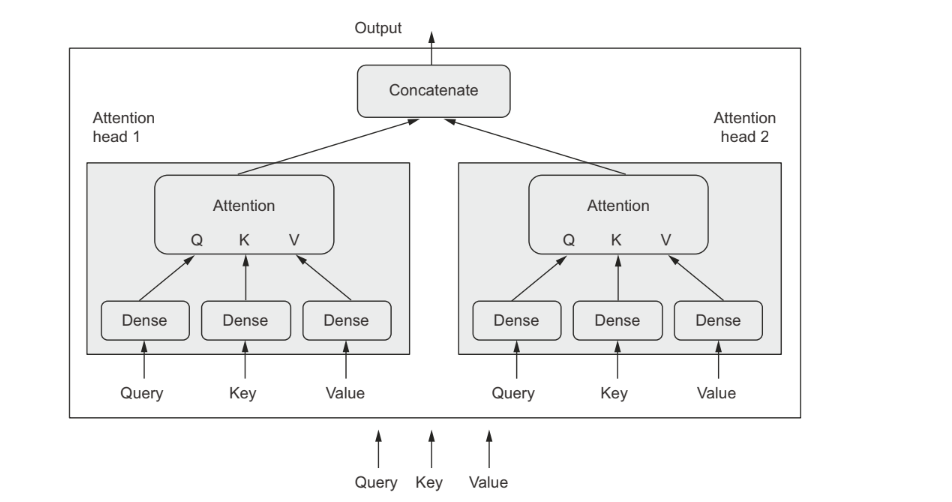 Output
Concatenate
Attention
head 1
Attention
head 2
Attention
Q K V
Attention
Q K V
Dense Dense Dense
Dense Dense Dense
Query Key Value
Query Key Value
Query Key Value